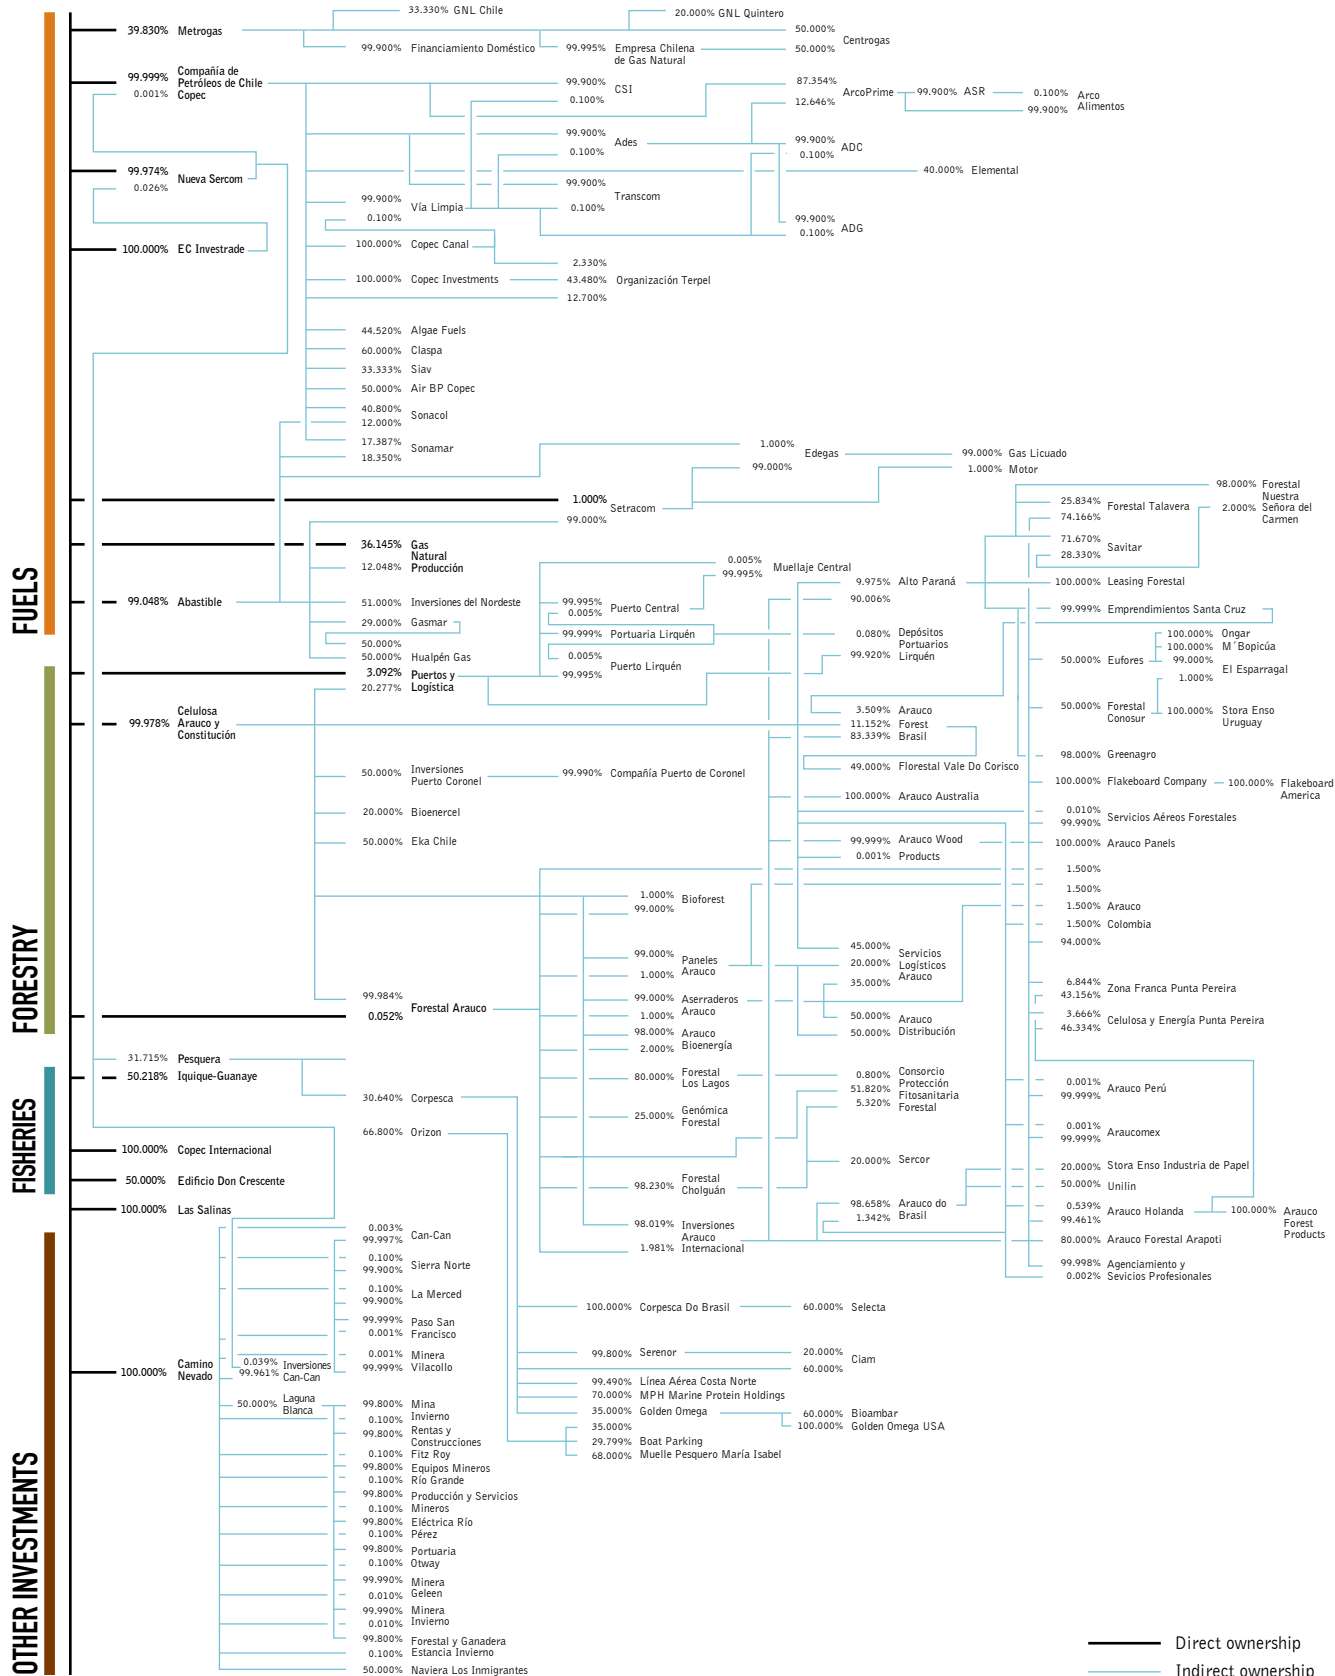 33.330% GNL Chile
20.000% GNL Quintero
39.830% Metrogas
50.000%
Centrogas
99.900% Financiamiento Doméstico
99.995% Empresa Chilena
de Gas Natural
50.000%
99.999% Compañía de
Petróleos de Chile
Copec
0.001%
99.900%
CSI
0.100%
87.354%
ArcoPrime
12.646%
99.900% ASR
0.100% Arco
Alimentos
99.900%
99.900%
Ades
0.100%
99.900%
ADC
0.100%
99.974%
Nueva Sercom
0.026%
40.000% Elemental
99.900%
Transcom
0.100%
99.900%
Vía Limpia
0.100%
99.900%
ADG
0.100%
100.000% EC Investrade
100.000% Copec Canal
2.330%
100.000% Copec Investments
43.480% Organización Terpel
12.700%
44.520% Algae Fuels
60.000% Claspa
33.333% Siav
50.000% Air BP Copec
40.800%
Sonacol
12.000%
17.387%
Sonamar
18.350%
1.000%
Edegas
99.000%
99.000% Gas Licuado
1.000% Motor
1.000%
Setracom
99.000%
98.000% Forestal
Nuestra
Señora del
Carmen
2.000%
25.834%
Forestal Talavera
74.166%
71.670%
Savitar
28.330%
36.145% Gas
Natural
Producción
12.048%
0.005%
Muellaje Central
99.995%
9.975% Alto Paraná
90.006%
100.000% Leasing Forestal
FUELS
99.048% Abastible
51.000% Inversiones del Nordeste
29.000% Gasmar
50.000%
50.000% Hualpén Gas
99.995%
Puerto Central
0.005%
99.999% Portuaria Lirquén
0.005%
Puerto Lirquén
99.995%
0.080% Depósitos
Portuarios
Lirquén
99.920%
99.999% Emprendimientos Santa Cruz
50.000% Eufores
100.000% Ongar
100.000% M´Bopicúa
99.000%
El Esparragal
1.000%
3.092% Puertos y
Logística
20.277%
50.000% Forestal
Conosur
100.000% Stora Enso
Uruguay
99.978% Celulosa
Arauco y
Constitución
3.509% Arauco
11.152% Forest
83.339% Brasil
98.000% Greenagro
50.000% Inversiones
Puerto Coronel
99.990% Compañía Puerto de Coronel
49.000% Florestal Vale Do Corisco
100.000% Flakeboard Company
100.000% Flakeboard
America
100.000% Arauco Australia
20.000% Bioenercel
0.010%
Servicios Aéreos Forestales
99.990%
50.000% Eka Chile
99.999% Arauco Wood
0.001% Products
100.000% Arauco Panels
1.500%
1.500%
1.500% Arauco
1.500% Colombia
94.000%
1.000%
Bioforest
99.000%
FORESTRY
99.000% Paneles
Arauco
1.000%
45.000% Servicios
20.000% Logísticos
Arauco
35.000%
99.984%
Forestal Arauco
0.052%
99.000% Aserraderos
Arauco
1.000%
50.000% Arauco
Distribución
50.000%
6.844%
Zona Franca Punta Pereira
43.156%
3.666%
Celulosa y Energía Punta Pereira
46.334%
98.000% Arauco
Bioenergía
2.000%
31.715% Pesquera
50.218% Iquique-Guanaye
80.000% Forestal
Los Lagos
0.800% Consorcio
Protección
51.820% Fitosanitaria
5.320% Forestal
0.001%
Arauco Perú
99.999%
30.640% Corpesca
25.000% Genómica
Forestal
0.001%
Araucomex
99.999%
66.800% Orizon
FISHERIES
100.000% Copec Internacional
50.000% Edificio Don Crescente
100.000% Las Salinas
20.000% Sercor
20.000% Stora Enso Industria de Papel
50.000% Unilin
98.230% Forestal
Cholguán
98.658% Arauco do
Brasil
1.342%
0.539%
Arauco Holanda
99.461%
100.000% Arauco
Forest
Products
98.019% Inversiones
Arauco
1.981% Internacional
80.000% Arauco Forestal Arapoti
99.998% Agenciamiento y
0.002% Sevicios Profesionales
0.003%
Can-Can
99.997%
0.100%
Sierra Norte
99.900%
0.100%
La Merced
99.900%
99.999% Paso San
0.001% Francisco
0.001% Minera
99.999% Vilacollo
100.000% Corpesca Do Brasil
60.000% Selecta
100.000% Camino
Nevado
0.039% Inversiones
99.961% Can-Can
99.800% Serenor
20.000%
Ciam
60.000%
99.490% Línea Aérea Costa Norte
70.000% MPH Marine Protein Holdings
35.000% Golden Omega
60.000% Bioambar
100.000% Golden Omega USA
35.000%
29.799% Boat Parking
68.000% Muelle Pesquero María Isabel
50.000% Laguna
Blanca
99.800% Mina
0.100% Invierno
99.800% Rentas y
Construcciones
0.100% Fitz Roy
99.800% Equipos Mineros
0.100% Río Grande
99.800% Producción y Servicios
0.100% Mineros
99.800% Eléctrica Río
0.100% Pérez
99.800% Portuaria
0.100% Otway
99.990% Minera
0.010% Geleen
99.990% Minera
0.010% Invierno
99.800% Forestal y Ganadera
0.100% Estancia Invierno
50.000% Naviera Los Inmigrantes
OTHER INVESTMENTS
Direct ownership
Indirect ownership